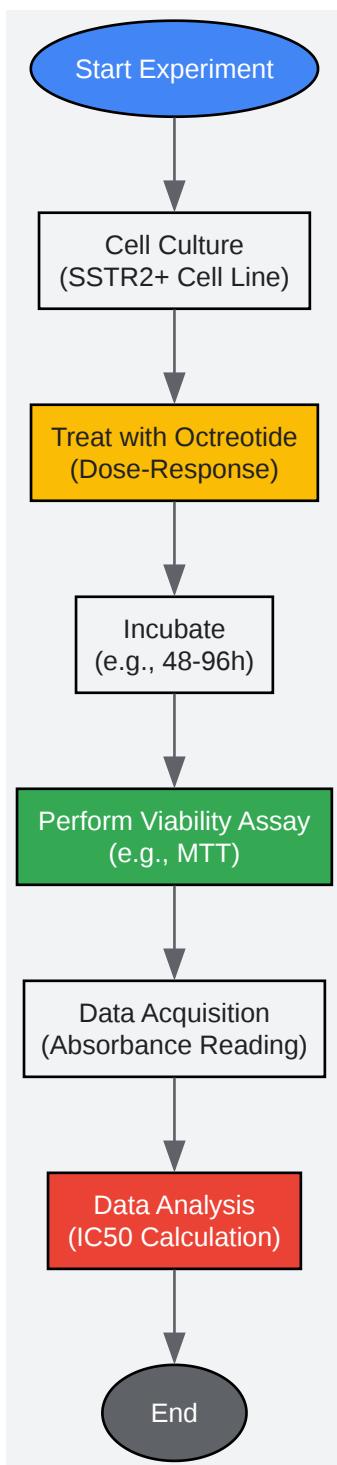 Start Experiment
Cell Culture
(SSTR2+ Cell Line)
Treat with Octreotide
(Dose-Response)
Incubate
(e.g., 48-96h)
Perform Viability Assay
(e.g., MTT)
Data Acquisition
(Absorbance Reading)
Data Analysis
(IC50 Calculation)
End